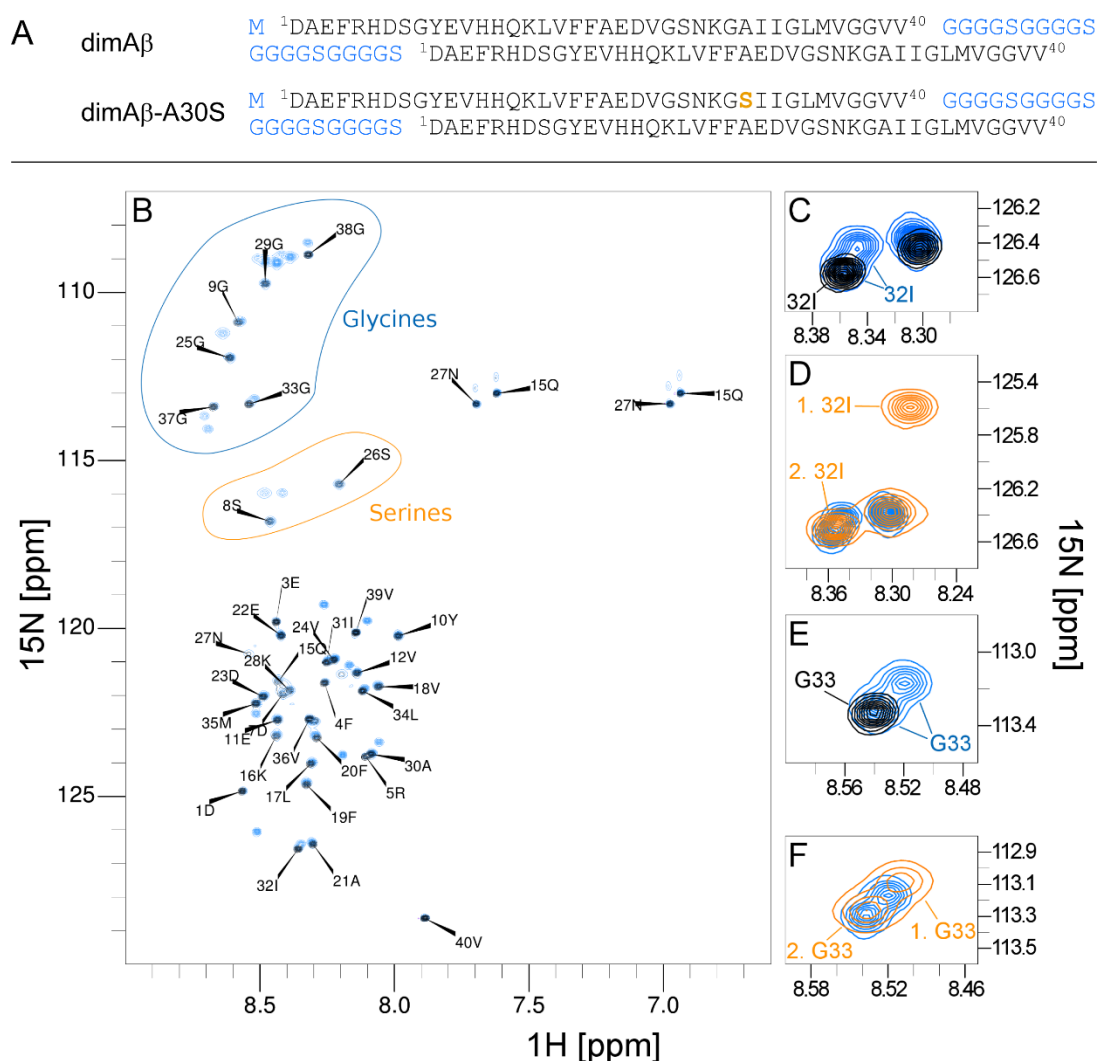 A
dimAβ
M ¹DAEFRHDSGYEVHHQKLVFFAEDVGSNKGAIIGLMVGGVV⁴⁰ GGGGSGGGGS
GGGGSGGGGS ¹DAEFRHDSGYEVHHQKLVFFAEDVGSNKGAIIGLMVGGVV⁴⁰
dimAβ-A30S
M ¹DAEFRHDSGYEVHHQKLVFFAEDVGSNKGSIIGLMVGGVV⁴⁰ GGGGSGGGGS
GGGGSGGGGS ¹DAEFRHDSGYEVHHQKLVFFAEDVGSNKGAIIGLMVGGVV⁴⁰
B
15N [ppm]
110
115
120
125
8.5
8.0
7.5
7.0
1H [ppm]
29G
38G
9G
Glycines
25G
33G
37G
27N
15Q
27N
15Q
26S
8S
Serines
3E
39V
22E
24V
31I
10Y
27N
15Q
28K
12V
23D
18V
35M
7D
4F
34L
11E
36V
20F
30A
16K
17L
5R
1D
19F
32I
21A
40V
C
126.2
126.4
126.6
32I
32I
8.38
8.34
8.30
D
125.4
125.8
126.2
126.6
1. 32I
2. 32I
8.36
8.30
8.24
15N [ppm]
E
113.0
113.4
G33
G33
8.56
8.52
8.48
F
112.9
113.1
113.3
113.5
2. G33
1. G33
8.58
8.52
8.46